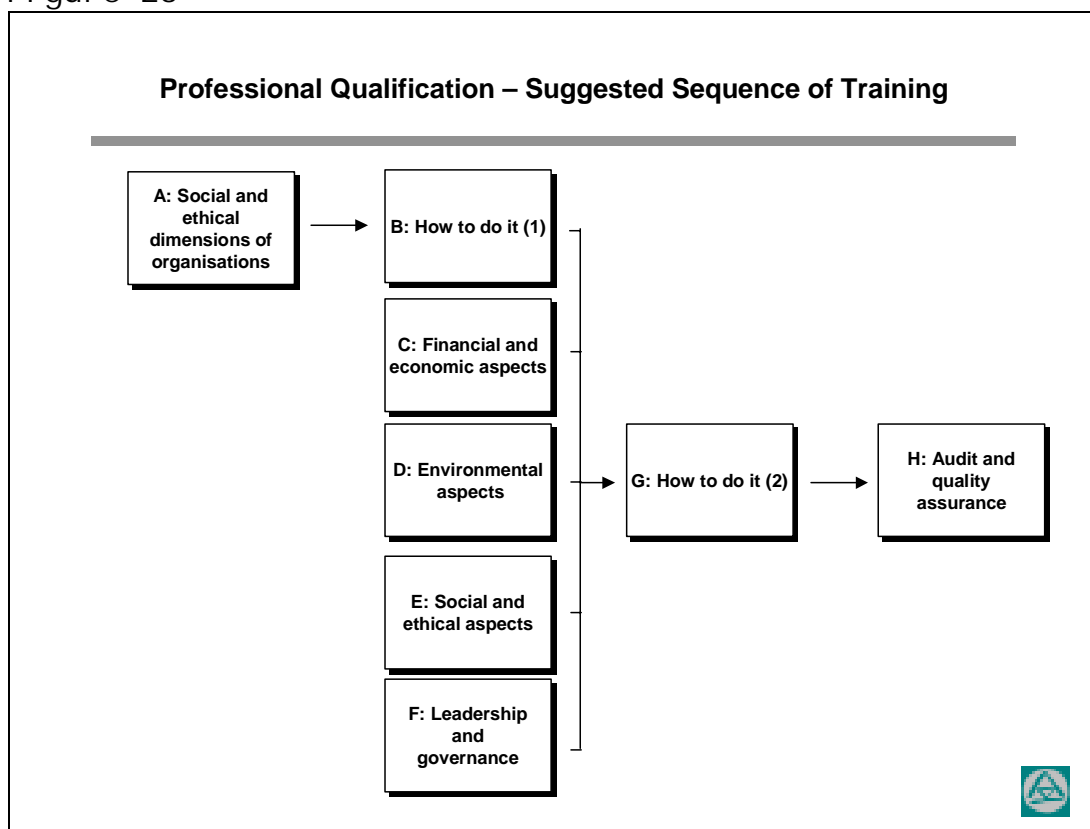 Professional Qualification – Suggested Sequence of Training
A: Social and
ethical
dimensions of
organisations
B: How to do it (1)
C: Financial and
economic aspects
D: Environmental
aspects
E: Social and
ethical aspects
F: Leadership
and
governance
G: How to do it (2)
H: Audit and
quality
assurance